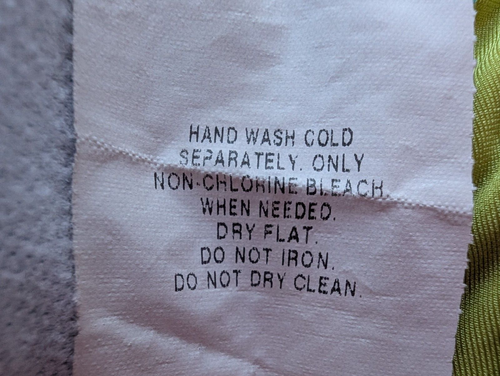 HAND WASH COLD
SEPARATELY. ONLY
NON-CHLORINE BLEACH
WHEN NEEDED.
DRY FLAT.
DO NOT IRON.
DO NOT DRY CLEAN.